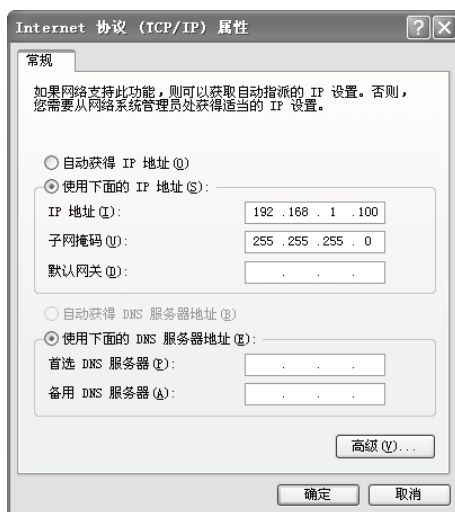 Internet 协议 (TCP/IP) 属性
常规
如果网络支持此功能，则可以获取自动指派的 IP 设置。否则，
您需要从网络系统管理员处获得适当的 IP 设置。
自动获得 IP 地址(O)
使用下面的 IP 地址(S):
IP 地址(I): 192 .168 . 1 .100
子网掩码(U): 255 .255 .255 . 0
默认网关(D): . . .
自动获得 DNS 服务器地址(B)
使用下面的 DNS 服务器地址(E):
首选 DNS 服务器(P): . . .
备用 DNS 服务器(A): . . .
高级(V)...
确定 取消